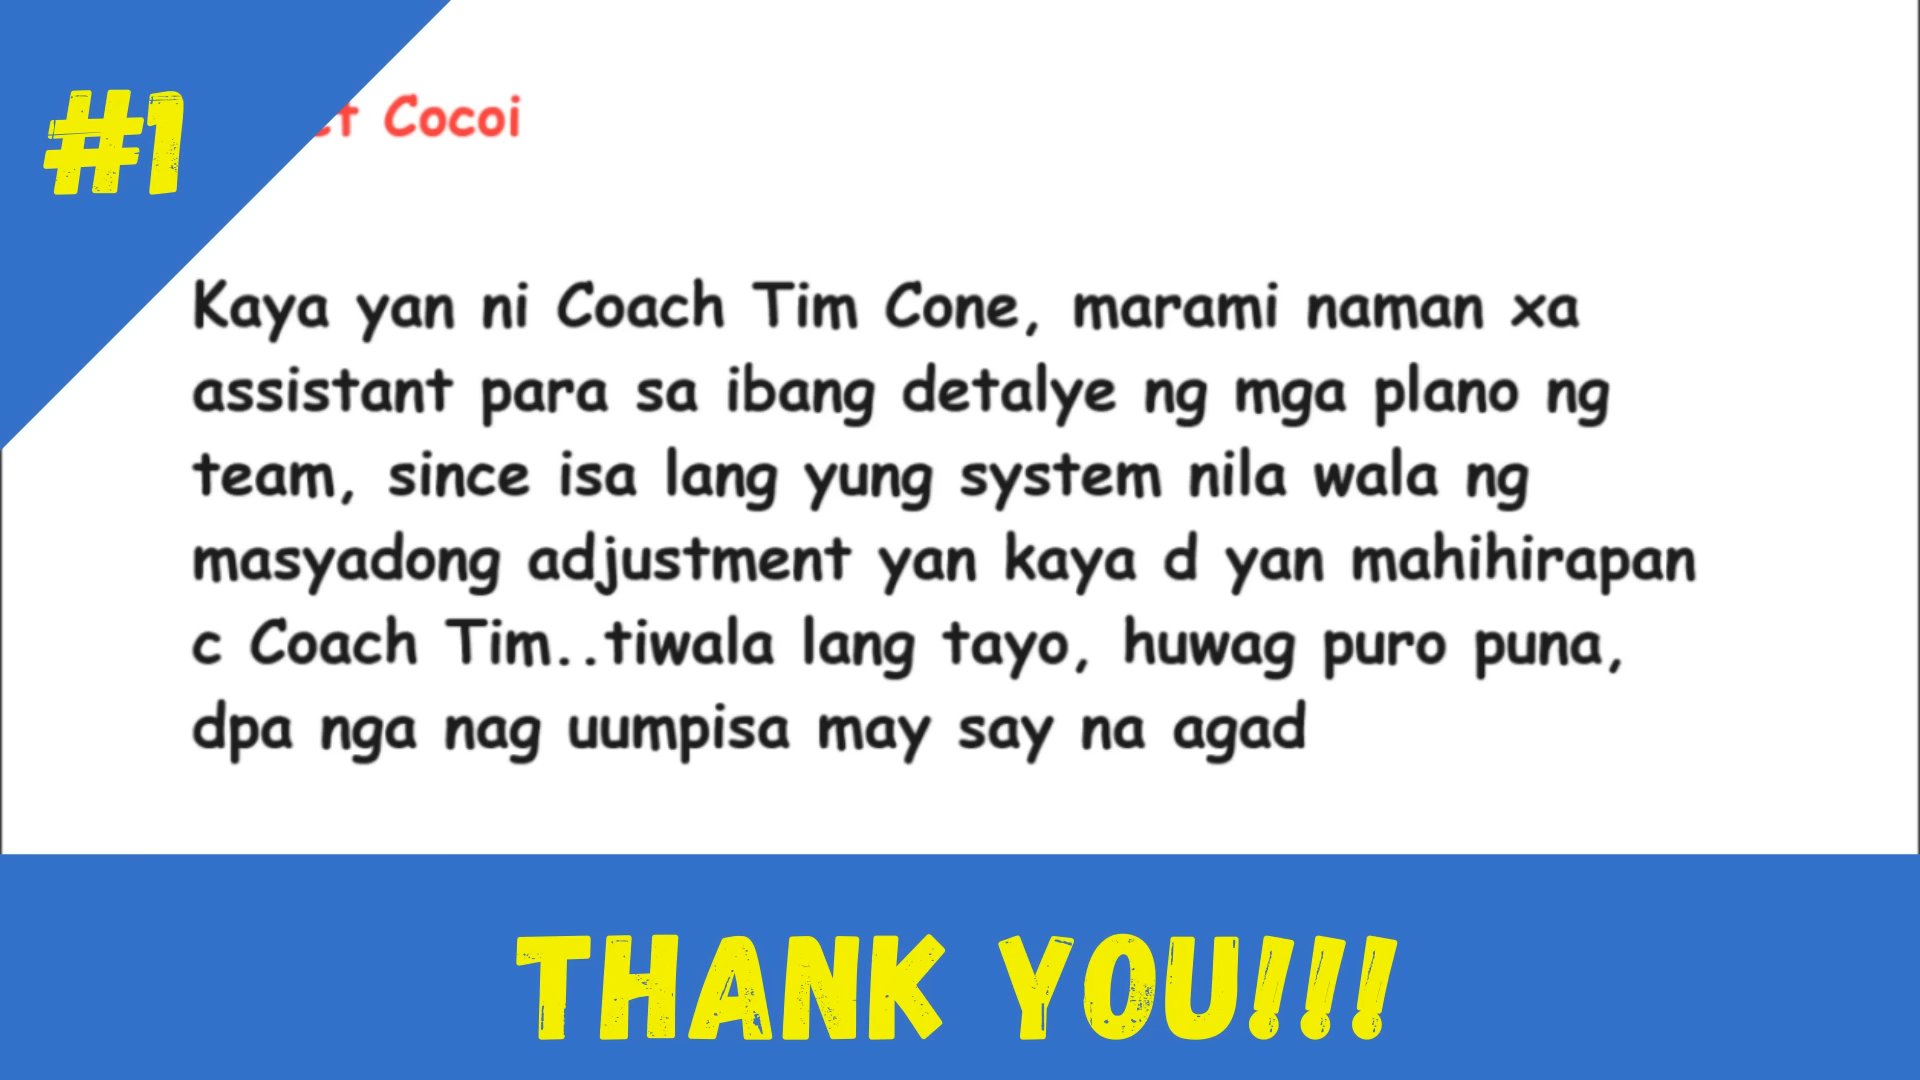 #1
Cocoi
Kaya yan ni Coach Tim Cone, marami naman xa
assistant para sa ibang detalye ng mga plano ng
team, since isa lang yung system nila wala ng
masyadong adjustment yan kaya d yan mahihirapan
c Coach Tim..tiwala lang tayo, huwag puro puna,
dpa nga nag uumpisa may say na agad
THANK YOU!!!